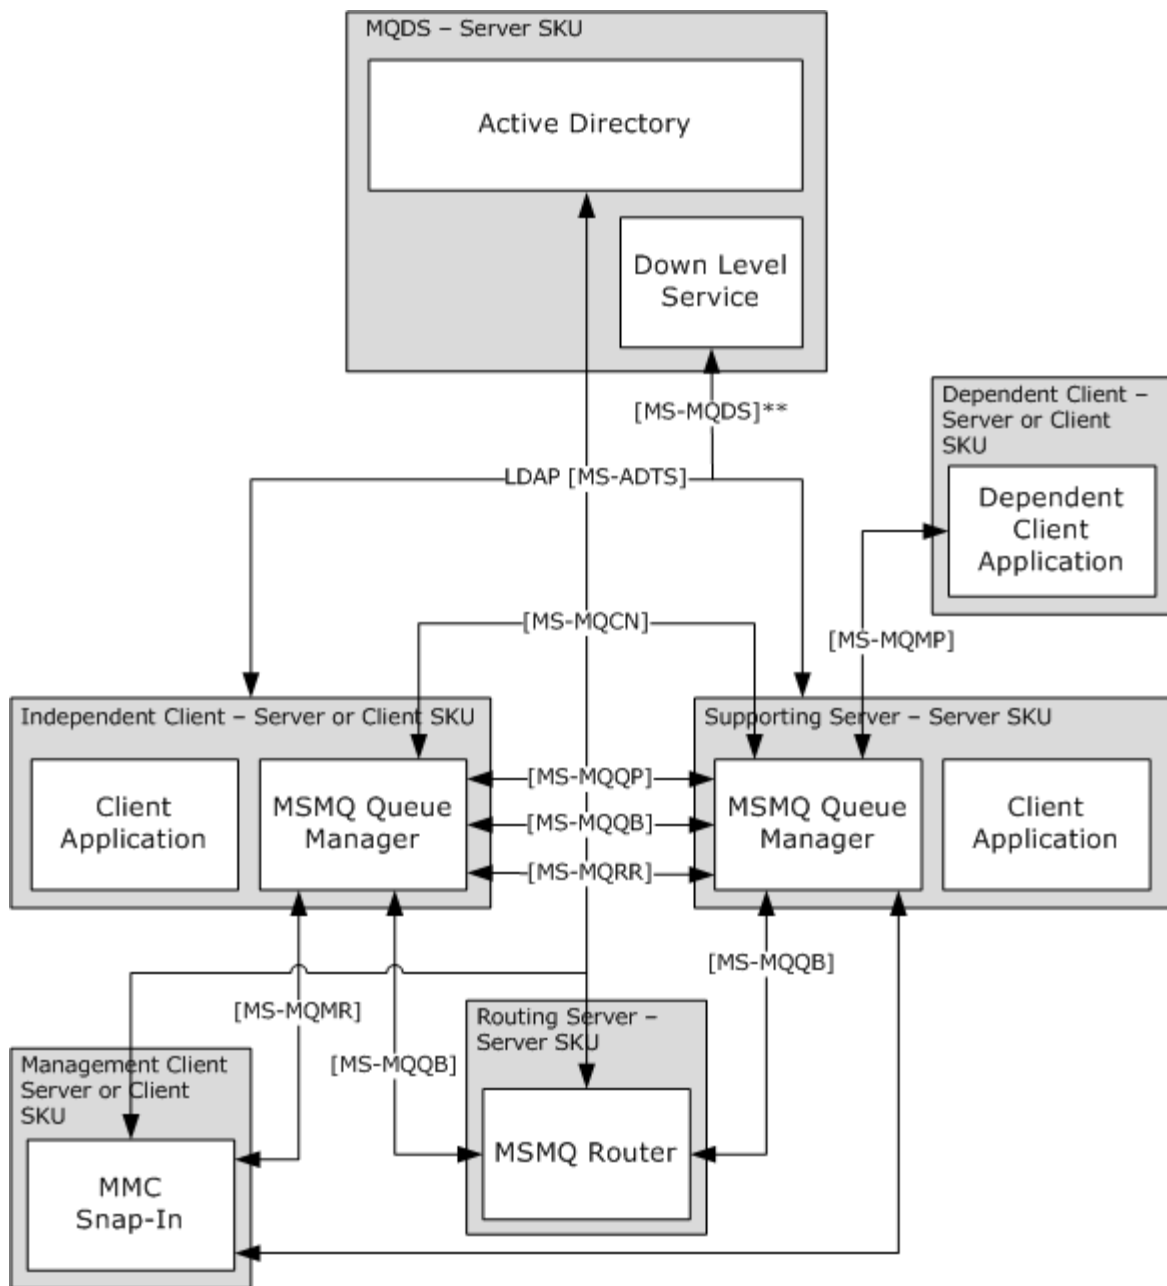 MQDS – Server SKU
Active Directory
Down Level
Service
[MS-MQDS]**
Dependent Client –
Server or Client
SKU
Dependent
Client
Application
LDAP [MS-ADTS]
[MS-MQCN]
[MS-MQMP]
Independent Client – Server or Client SKU
Client
Application
MSMQ Queue
Manager
[MS-MQQP]
[MS-MQQB]
[MS-MQRR]
Supporting Server – Server SKU
MSMQ Queue
Manager
Client
Application
[MS-MQMR]
[MS-MQQB]
[MS-MQQB]
Routing Server –
Server SKU
MSMQ Router
Management Client
Server or Client
SKU
MMC
Snap-In